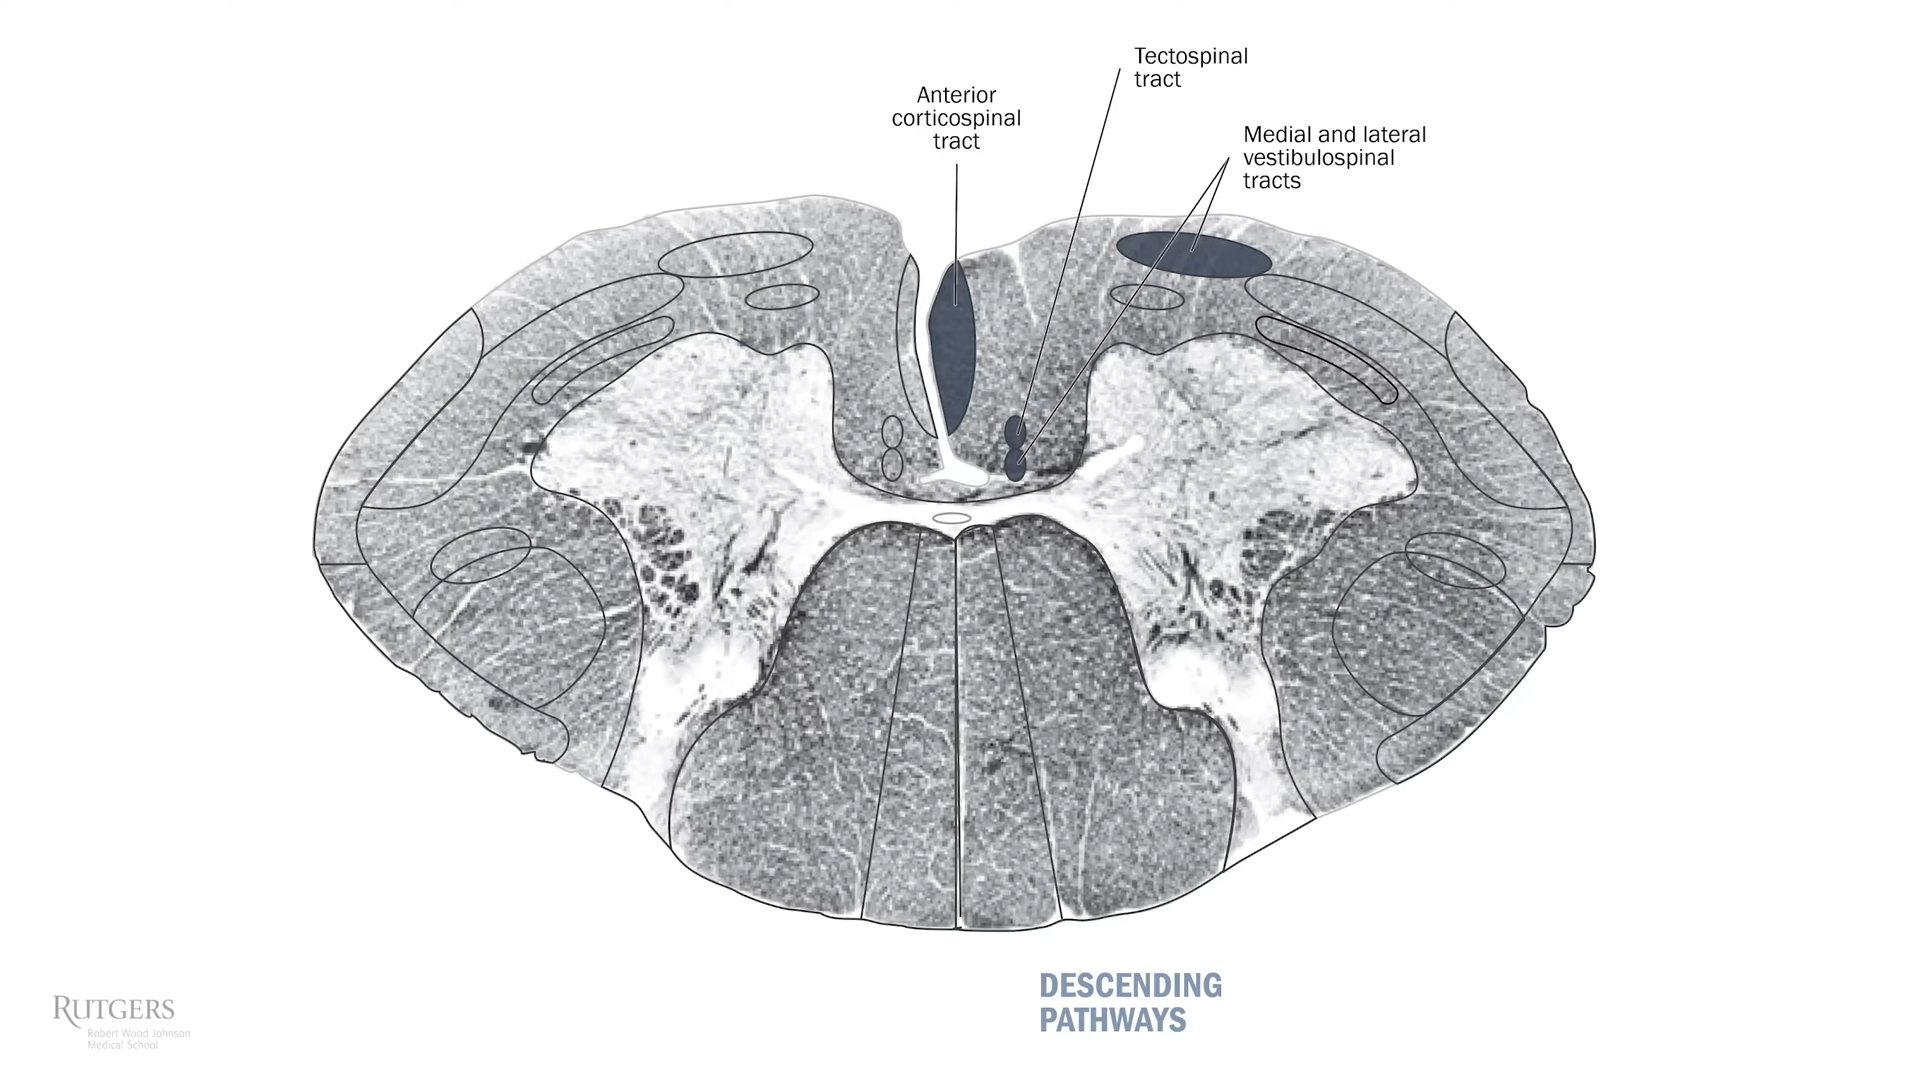 Tectospinal
tract
Anterior
corticospinal
tract
Medial and lateral
vestibulospinal
tracts
DESCENDING
PATHWAYS
RUTGERS
Robert Wood Johnson
Medical School